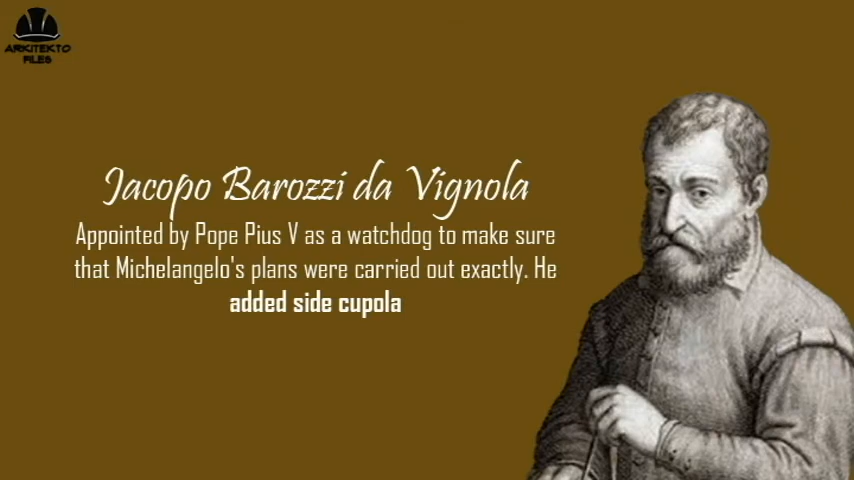 ARKITEKTO
FILES
Jacopo Barozzi da Vignola
Appointed by Pope Pius V as a watchdog to make sure
that Michelangelo's plans were carried out exactly. He
added side cupola